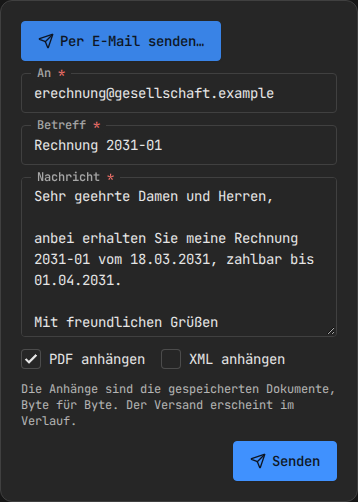 Per E-Mail senden…
An *
erechnung@gesellschaft.example
Betreff *
Rechnung 2031-01
Nachricht *
Sehr geehrte Damen und Herren,
anbei erhalten Sie meine Rechnung
2031-01 vom 18.03.2031, zahlbar bis
01.04.2031.
Mit freundlichen Grüßen
PDF anhängen XML anhängen
Die Anhänge sind die gespeicherten Dokumente,
Byte für Byte. Der Versand erscheint im
Verlauf.
Senden